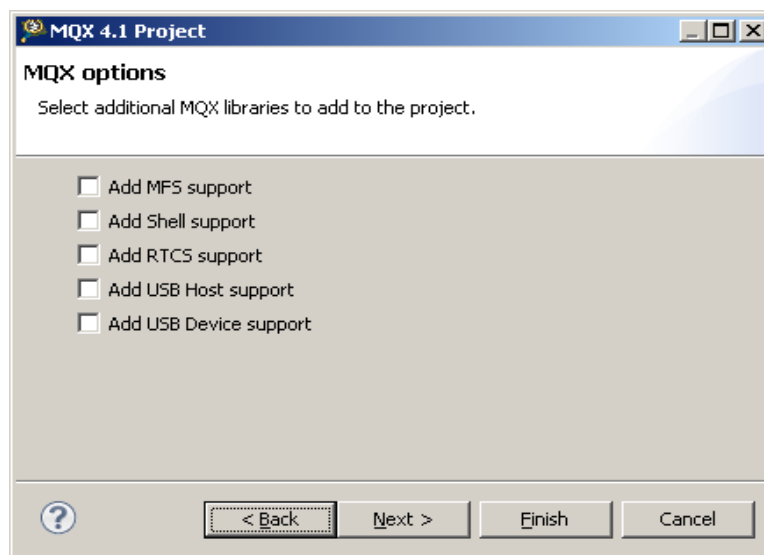 MQX 4.1 Project
MQX options
Select additional MQX libraries to add to the project.
Add MFS support
Add Shell support
Add RTCS support
Add USB Host support
Add USB Device support
?
< Back
Next >
Finish
Cancel